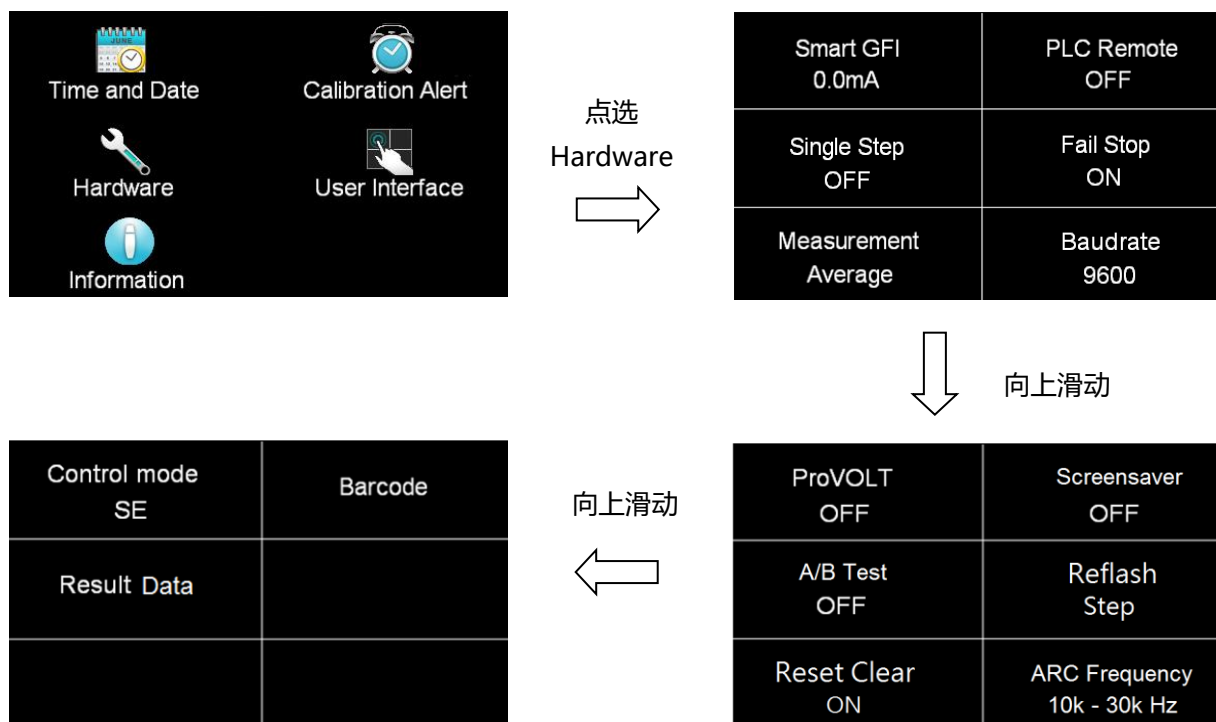 JUNE
Time and Date
Calibration Alert
Hardware
User Interface
Information
点选
Hardware
Smart GFI
0.0mA
PLC Remote
OFF
Single Step
OFF
Fail Stop
ON
Measurement
Average
Baudrate
9600
向上滑动
ProVOLT
OFF
Screensaver
OFF
A/B Test
OFF
Reflash
Step
Reset Clear
ON
ARC Frequency
10k - 30k Hz
向上滑动
Control mode
SE
Barcode
Result Data